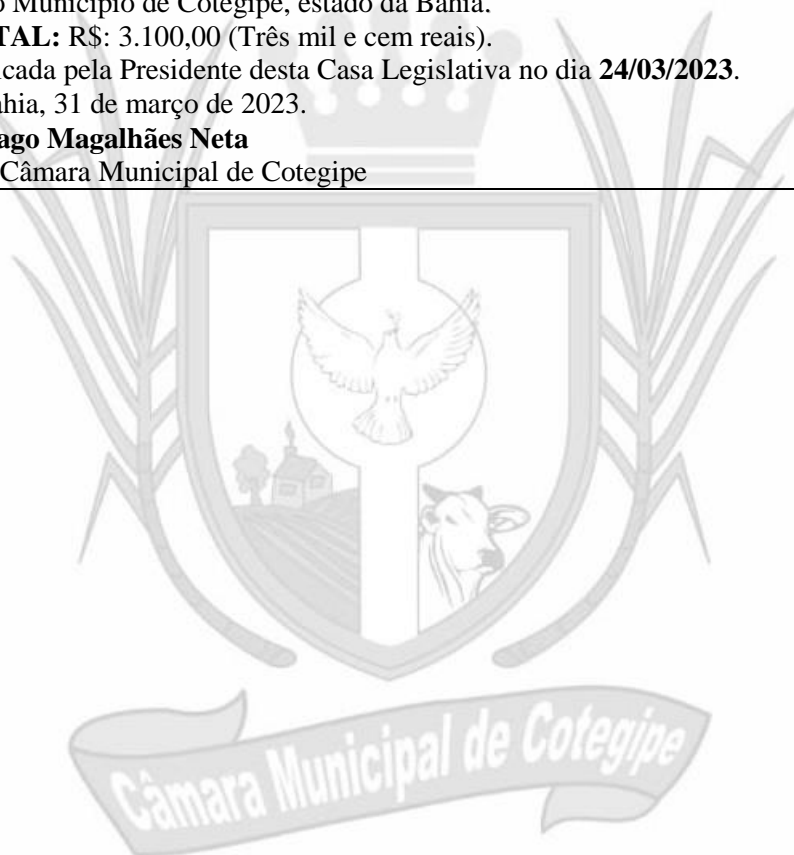 o Município de Cotegipe, estado da Bahia.
TAL: R$: 3.100,00 (Três mil e cem reais).
cada pela Presidente desta Casa Legislativa no dia 24/03/2023.
ahia, 31 de março de 2023.
ago Magalhães Neta
Câmara Municipal de Cotegipe
Câmara Municipal de Cotegipe